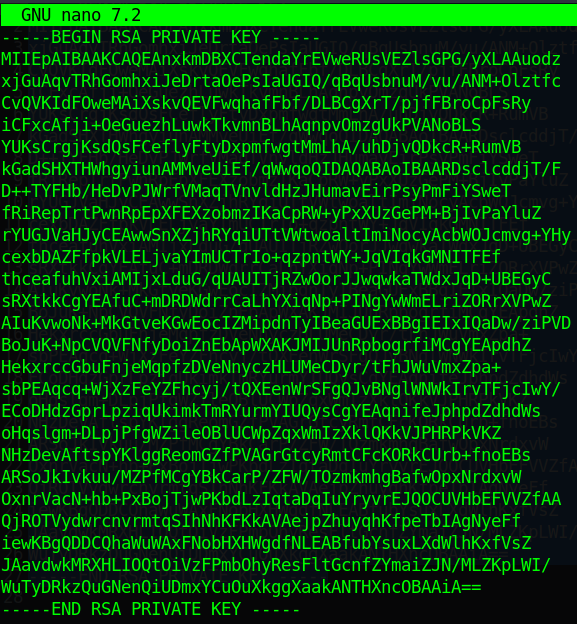 GNU nano 7.2
-----BEGIN RSA PRIVATE KEY -----
MIIEpAIBAAKCAQEAnxkmDBXCTendaYrEVweRUsVEZlsGPG/yXLAAuodz
xjGuAqvTRhGomhxiJeDrtaOePsIaUGIQ/qBqUsbnuM/vu/ANM+Olztfc
CvQVKIdFOweMAiXskvQEVFwqhafFbf/DLBCgXrT/pjfFBroCpFsRy
iCFxcAfji+OeGuezhLuwkTkvmnBLhAqnpvOmzgUkPVANoBLS
YUKsCrgjKsdQsFCeflyFtyDxpmfwgtMmLhA/uhDjvQDkcR+RumVB
kGadSHXTHWhgyiunAMMveUiEf/qWwqoQIDAQABAoIBAARDsclcddjT/F
D++TYFHb/HeDvPJWrfVMaqTVnvldHzJHumavEirPsyPmFiYSweT
fRiRepTrtPwnRpEpXFEXzobmzIKaCpRW+yPxXUzGePM+BjIvPaYluZ
rYUGJVaHJyCEAwwSnXZjhRYqiUTtVWtwoaltImiNocyAcbWOJcmvg+YHy
cexbDAZFfpkVLELjvaYImUCTrIo+qzpntWY+JqVIqkGMNITFEf
thceafuhVxiAMIjxLduG/qUAUITjRZwOorJJwqwkaTWdxJqD+UBEGyC
sRXtkkCgYEAfuC+mDRDWdrrCaLhYXiqNp+PINgYwWmELriZORrXVPwZ
AIuKvwoNk+MkGtveKGwEocIZMipdnTyIBeaGUExBBgIEIxIQaDw/ziPVD
BoJuK+NpCVQVFNfyDoiZnEbApWXAKJMIJUnRpbogrfiMCgYEApdhZ
HekxrccGbuFnjeMqpfzDVeNnyczHLUMeCDyr/tFhJWuVmxZpa+
sbPEAqcq+WjXzFeYZFhcyj/tQXEenWrSFgQJvBNglWNWkIrvTFjcIwY/
ECoDHdzGprLpziqUkimkTmRYurmYIUQysCgYEAqnifeJphpdZdhdWs
oHqslgm+DLpjPfgWZileOBlUCWpZqxWmIzXklQKkVJPHRPkVKZ
NHzDevAftspYKlggReomGZfPVAGrGtcyRmtCFcKORkCUrb+fnoEBs
ARSoJkIvkuu/MZPfMCgYBkCarP/ZFW/TOzmkmhgBafwOpxNrdxvW
OxnrVacN+hb+PxBojTjwPKbdLzIqtaDqIuYryvrEJQOCUVHbEFVVZfAA
QjROTVydwrcnvrmtqSIhNhKFKkAVAejpZhuyqhKfpeTbIAgNyeFf
iewKBgQDDCQhaWuWAxFNobHXHWgdfNLEABfubYsuxLXdWlhKxfVsZ
JAavdwkMRXHLIOQtOiVzFPmbOhyResFltGcnfZYmaiZJN/MLZKpLWI/
WuTyDRkzQuGNenQiUDmxYCuOuXkggXaakANTHXncOBAAiA==
-----END RSA PRIVATE KEY -----